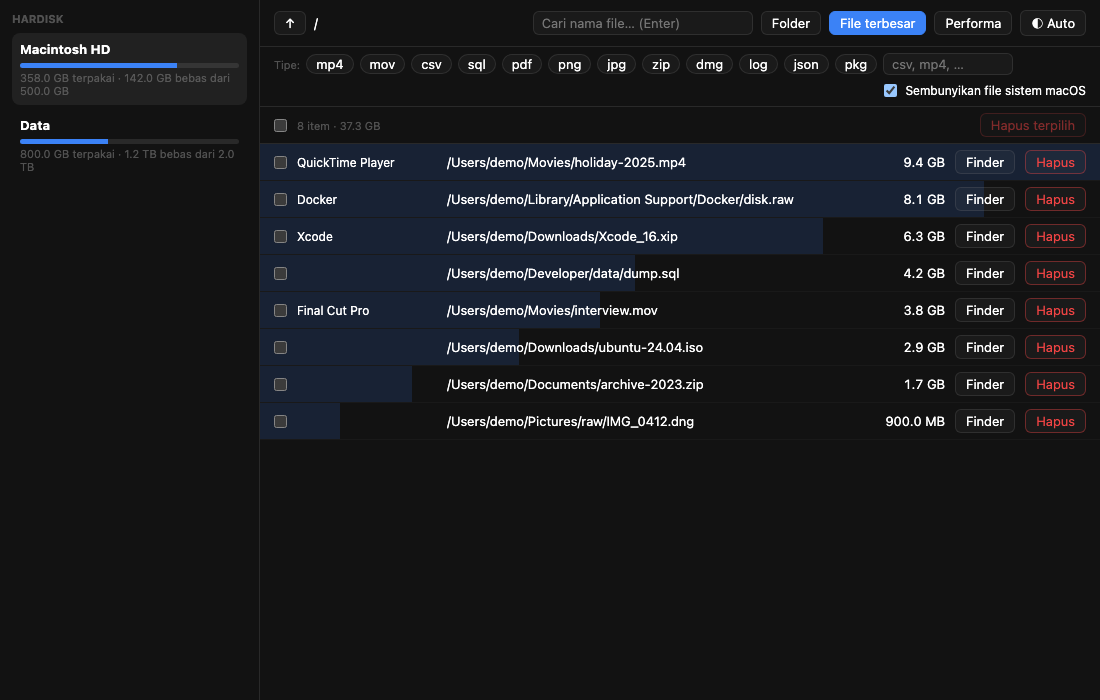 HARDISK
Macintosh HD
358.0 GB terpakai · 142.0 GB bebas dari
500.0 GB
Data
800.0 GB terpakai · 1.2 TB bebas dari 2.0
TB
↑ / Cari nama file... (Enter) Folder File terbesar Performa Auto
Tipe: mp4 mov csv sql pdf png jpg zip dmg log json pkg csv, mp4, ...
Sembunyikan file sistem macOS
8 item · 37.3 GB Hapus terpilih
QuickTime Player /Users/demo/Movies/holiday-2025.mp4 9.4 GB Finder Hapus
Docker /Users/demo/Library/Application Support/Docker/disk.raw 8.1 GB Finder Hapus
Xcode /Users/demo/Downloads/Xcode_16.xip 6.3 GB Finder Hapus
/Users/demo/Developer/data/dump.sql 4.2 GB Finder Hapus
Final Cut Pro /Users/demo/Movies/interview.mov 3.8 GB Finder Hapus
/Users/demo/Downloads/ubuntu-24.04.iso 2.9 GB Finder Hapus
/Users/demo/Documents/archive-2023.zip 1.7 GB Finder Hapus
/Users/demo/Pictures/raw/IMG_0412.dng 900.0 MB Finder Hapus